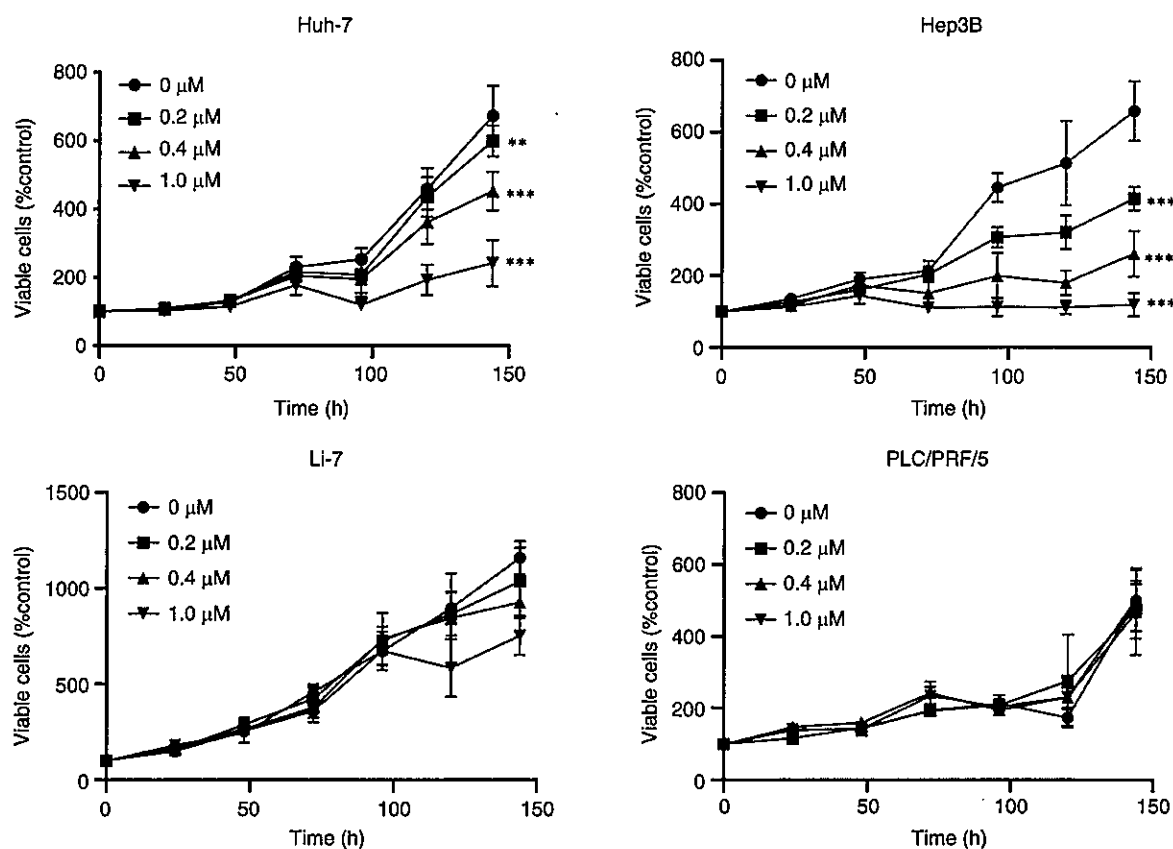 Huh-7
800
600
400
200
0
Viable cells (%control)
0 μM
0.2 μM
0.4 μM
1.0 μM
**
***
***
0
50
100
150
Time (h)
Hep3B
800
600
400
200
0
Viable cells (%control)
0 μM
0.2 μM
0.4 μM
1.0 μM
***
***
***
0
50
100
150
Time (h)
Li-7
1500
1000
500
0
Viable cells (%control)
0 μM
0.2 μM
0.4 μM
1.0 μM
0
50
100
150
Time (h)
PLC/PRF/5
800
600
400
200
0
Viable cells (%control)
0 μM
0.2 μM
0.4 μM
1.0 μM
0
50
100
150
Time (h)